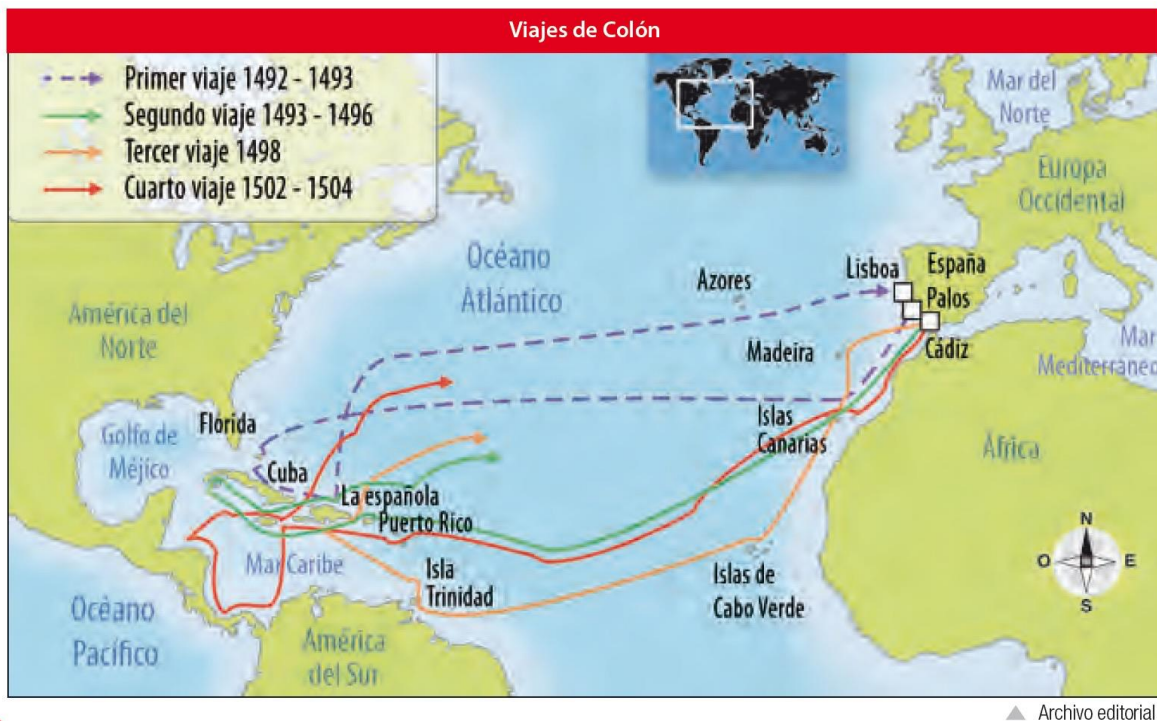 Viajes de Colón
Primer viaje 1492 - 1493
Segundo viaje 1493 - 1496
Tercer viaje 1498
Cuarto viaje 1502 - 1504
Mar del
Norte
Europa
Occidental
Océano
Atlántico
Azores
Lisboa
España
Palos
Cádiz
Madeira
Mar
Mediterráneo
América del
Norte
Florida
Golfo de
Méjico
Cuba
La española
Puerto Rico
Islas
Canarias
África
Mar Caribe
Isla
Trinidad
Islas de
Cabo Verde
N
O
E
S
Océano
Pacífico
América
del Sur
Archivo editorial